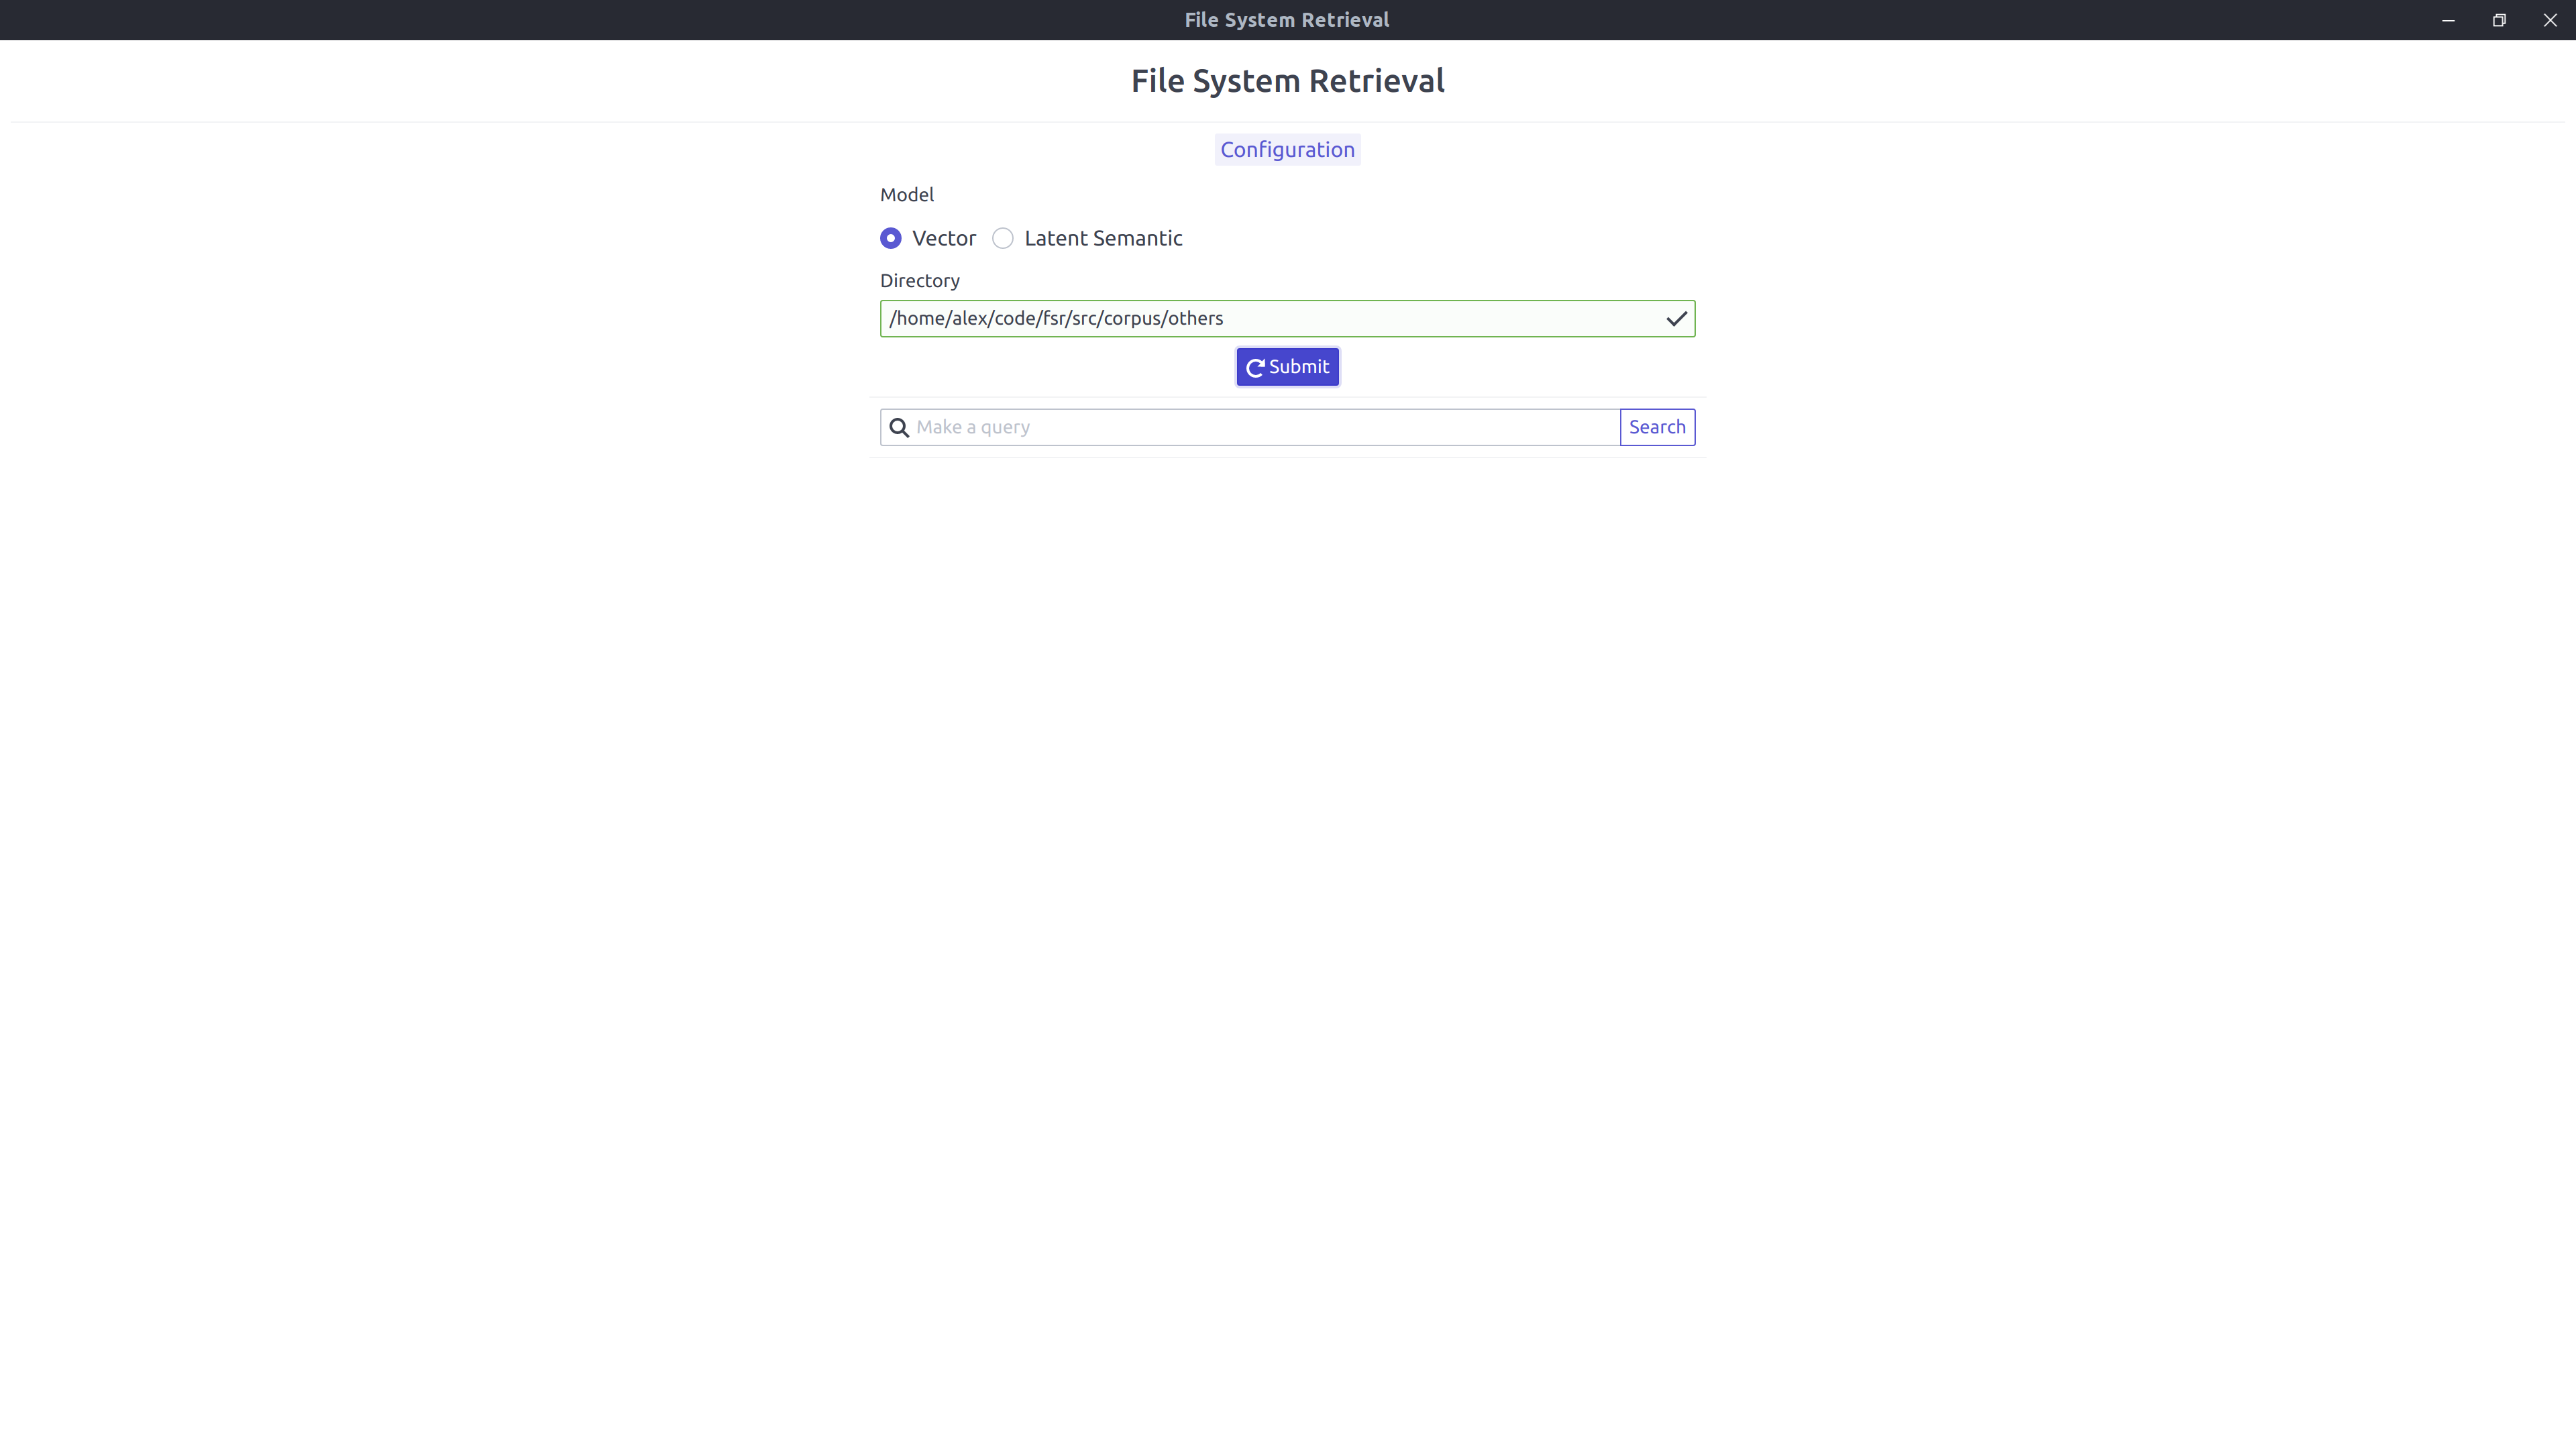 File System Retrieval
File System Retrieval
Configuration
Model
Vector Latent Semantic
Directory
/home/alex/code/fsr/src/corpus/others
Submit
Make a query Search